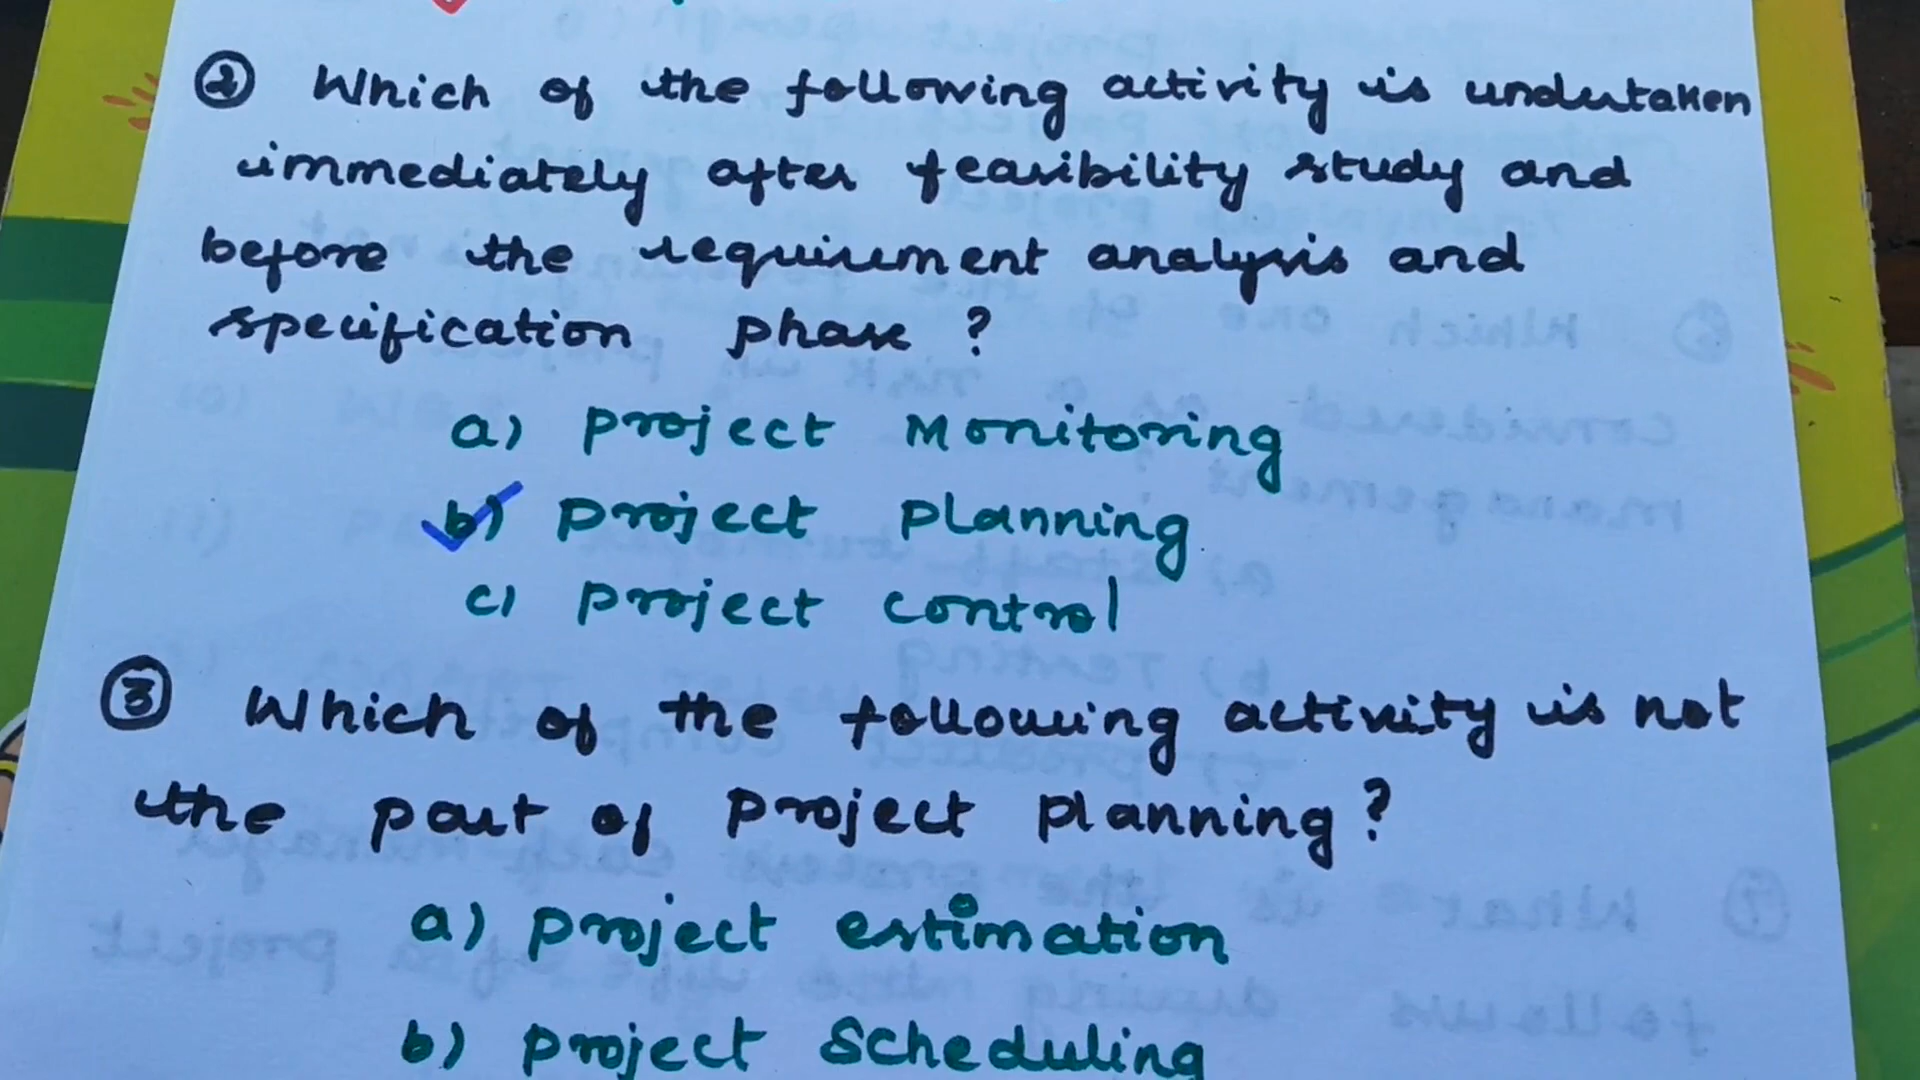 ② Which of the following activity is undertaken
immediately after feasibility study and
before the requirement analysis and
specification phase ?
a) Project Monitoring
b) Project Planning
c) Project control
③ Which of the following activity is not
the part of Project Planning ?
a) Project estimation
b) Project Scheduling